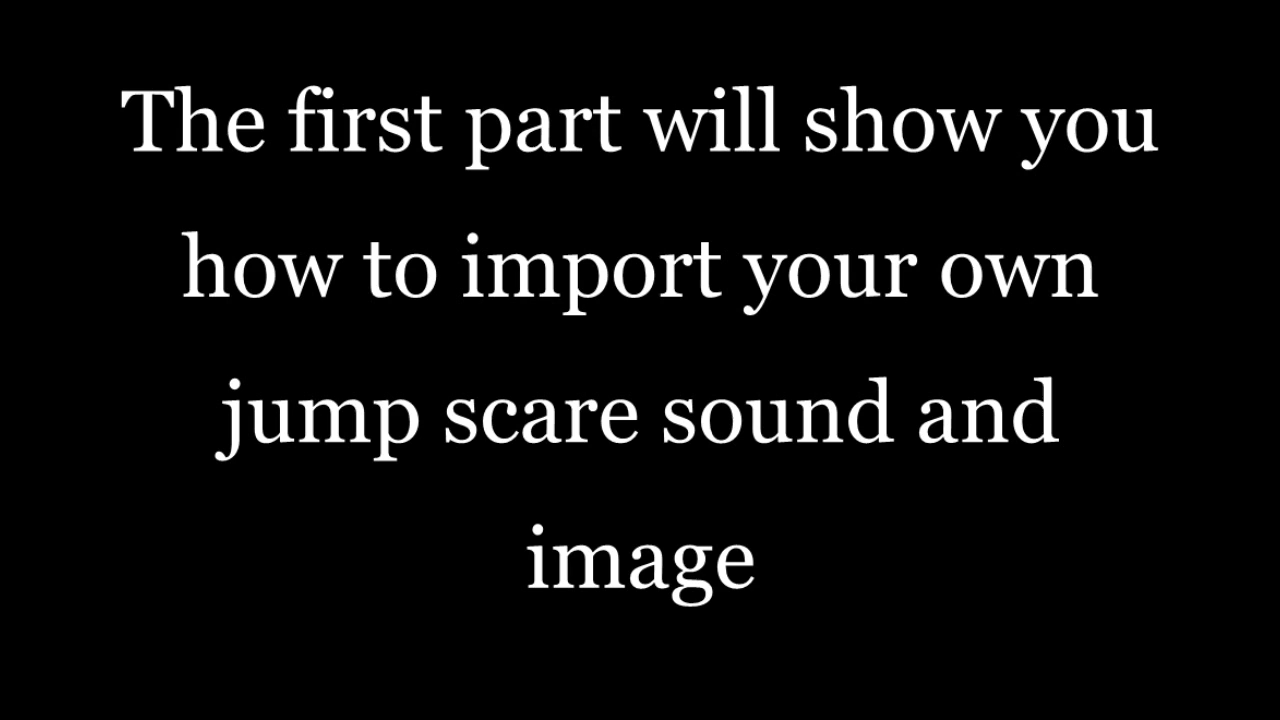 The first part will show you
how to import your own
jump scare sound and
image